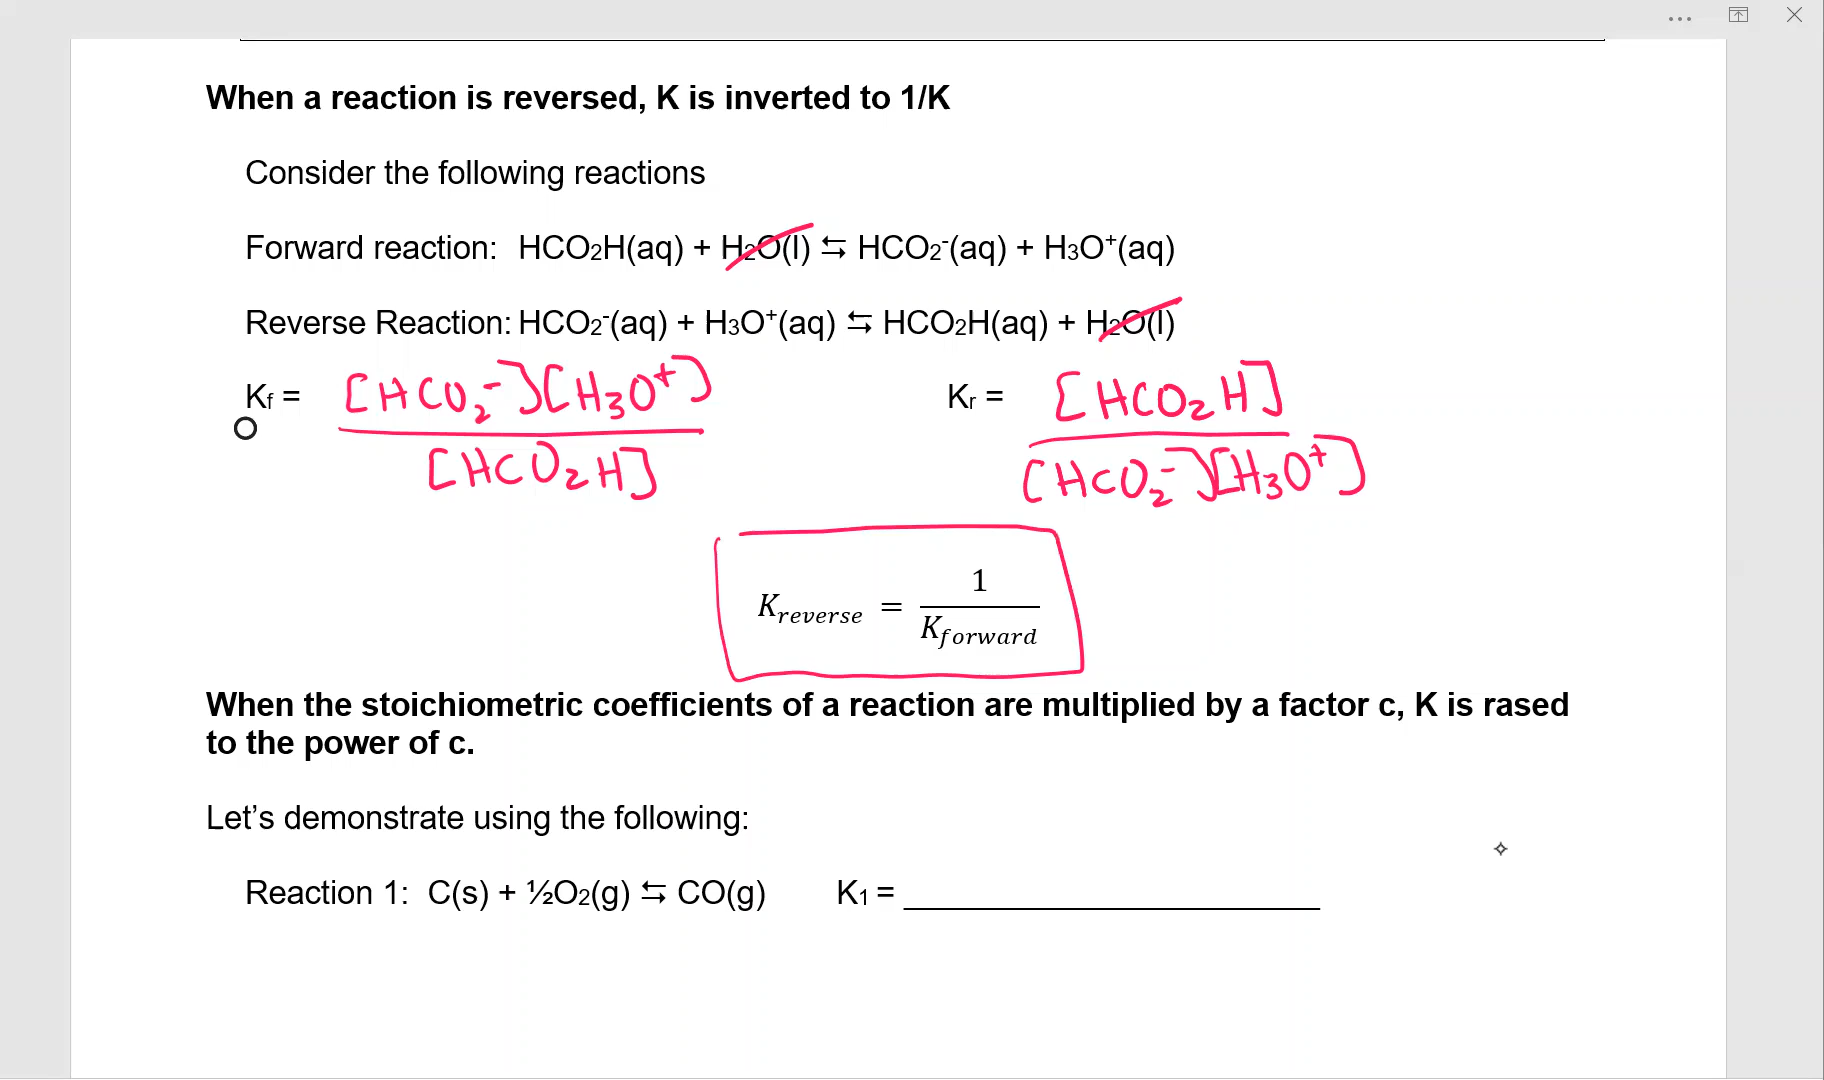 When a reaction is reversed, K is inverted to 1/K
Consider the following reactions
Forward reaction: HCO2H(aq) + H2O(l) ⇆ HCO2-(aq) + H3O+(aq)
Reverse Reaction: HCO2-(aq) + H3O+(aq) ⇆ HCO2H(aq) + H2O(l)
Kf = [HCO2-][H3O+] Kr = [HCO2H]
[HCO2H] [HCO2-][H3O+]
1
Kreverse =
Kforward
When the stoichiometric coefficients of a reaction are multiplied by a factor c, K is rased
to the power of c.
Let’s demonstrate using the following:
Reaction 1: C(s) + ½O2(g) ⇆ CO(g) K1 =